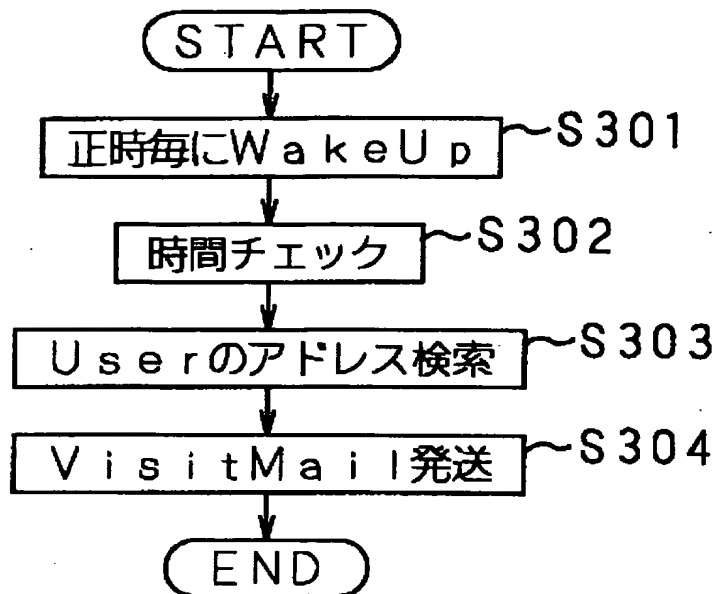 START
正時毎にWakeUp
S301
時間チェック
S302
Userのアドレス検索
S303
VisitMail発送
S304
END